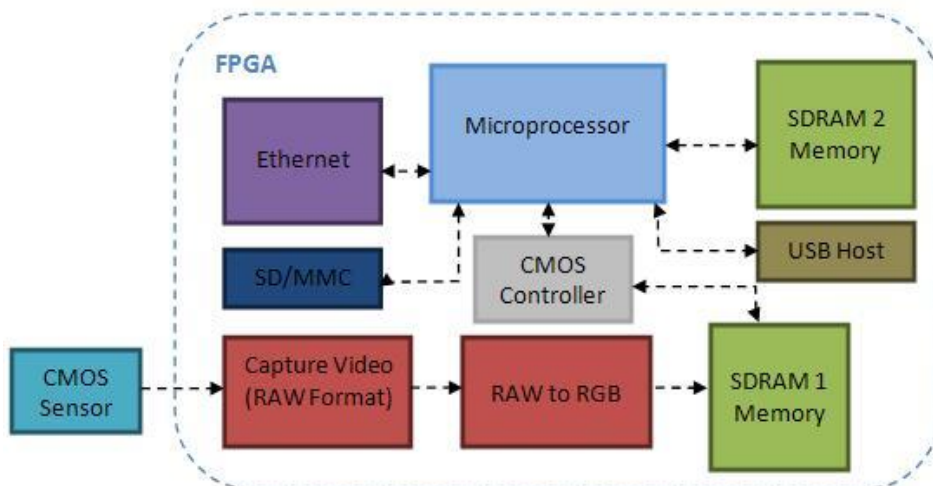 FPGA
Ethernet
Microprocessor
SDRAM 2
Memory
SD/MMC
CMOS
Controller
USB Host
CMOS
Sensor
Capture Video
(RAW Format)
RAW to RGB
SDRAM 1
Memory